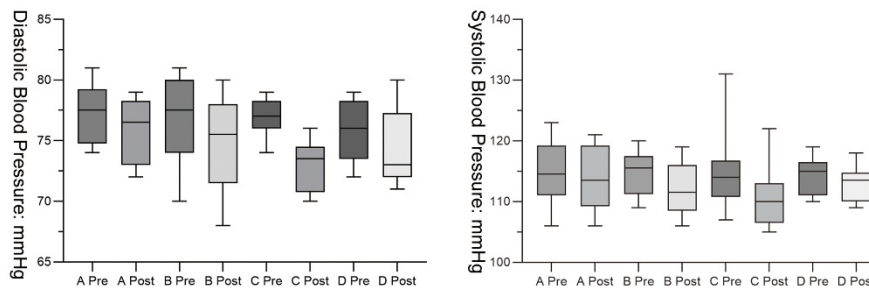 Diastolic Blood Pressure: mmHg
85
80
75
70
65
A Pre A Post B Pre B Post C Pre C Post D Pre D Post
Systolic Blood Pressure: mmHg
140
130
120
110
100
A Pre A Post B Pre B Post C Pre C Post D Pre D Post